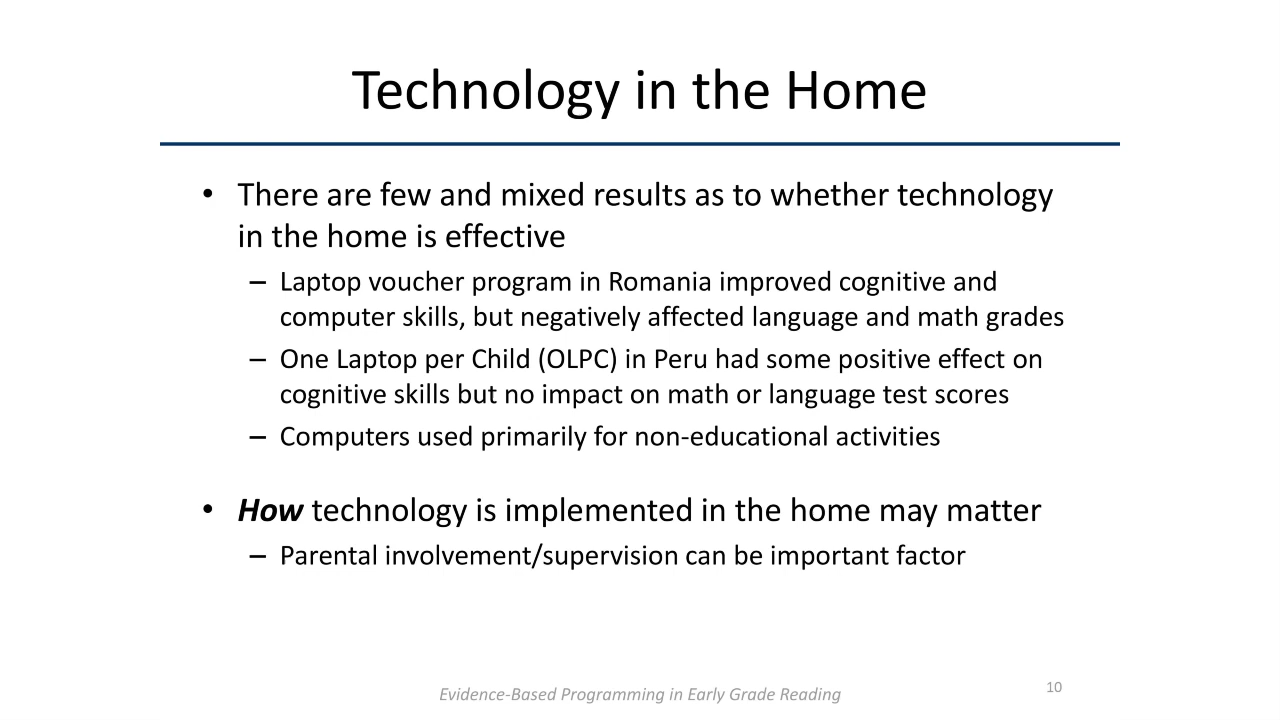 Technology in the Home
• There are few and mixed results as to whether technology
in the home is effective
– Laptop voucher program in Romania improved cognitive and
computer skills, but negatively affected language and math grades
– One Laptop per Child (OLPC) in Peru had some positive effect on
cognitive skills but no impact on math or language test scores
– Computers used primarily for non-educational activities
• How technology is implemented in the home may matter
– Parental involvement/supervision can be important factor
Evidence-Based Programming in Early Grade Reading
10